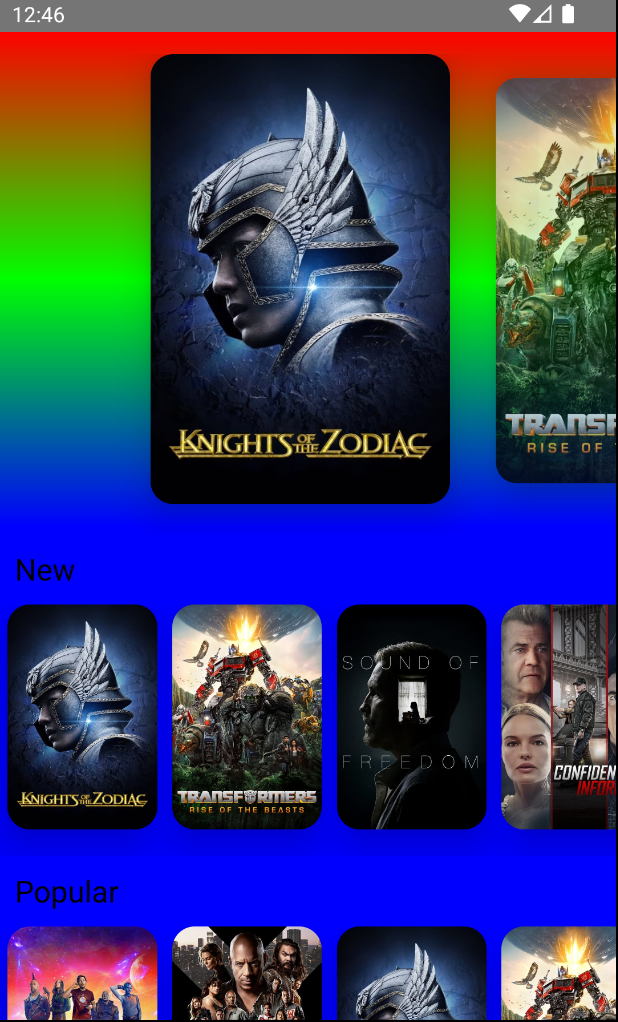 12:46
KNIGHTS OF THE ZODIAC
TRANSF
RISE OF
New
KNIGHTS OF THE ZODIAC
TRANSFORMERS
RISE OF THE BEASTS
SOUND OF
FREEDOM
CONFIDEN
INFOR
Popular